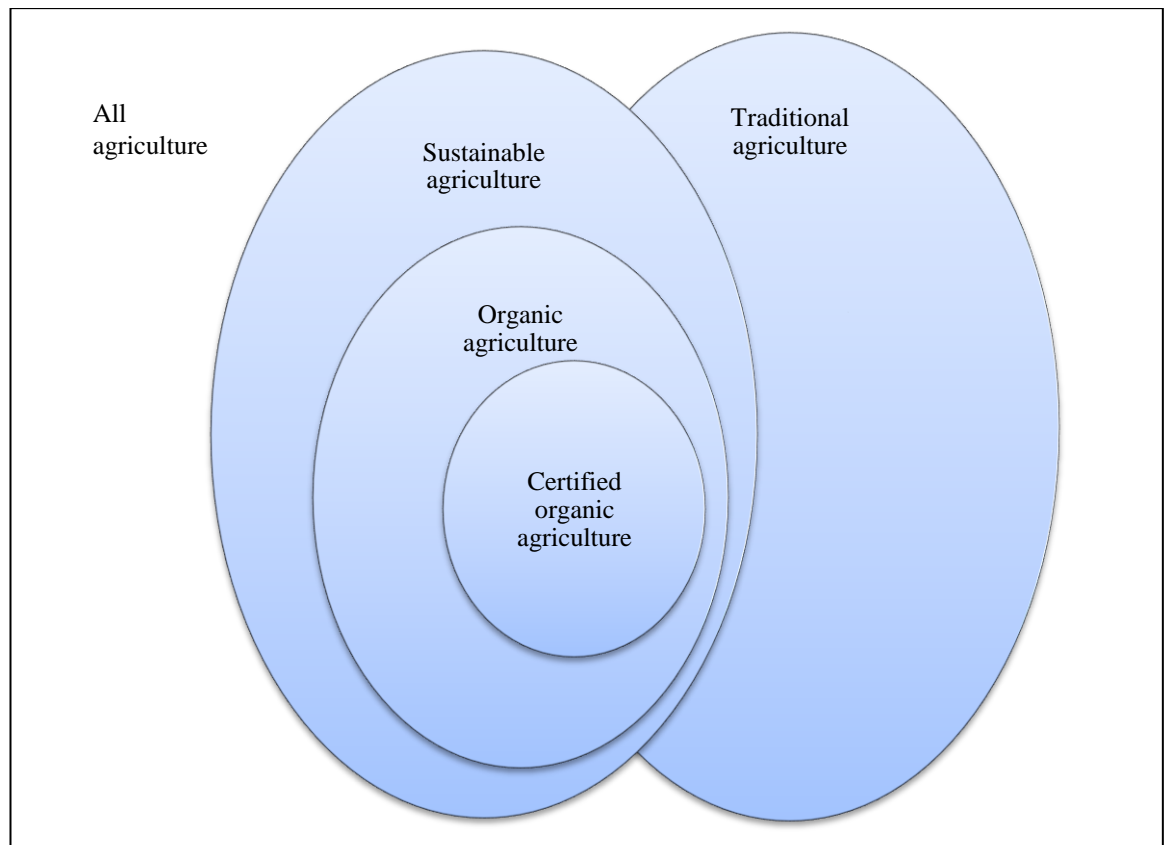 All
agriculture
Traditional
agriculture
Sustainable
agriculture
Organic
agriculture
Certified
organic
agriculture